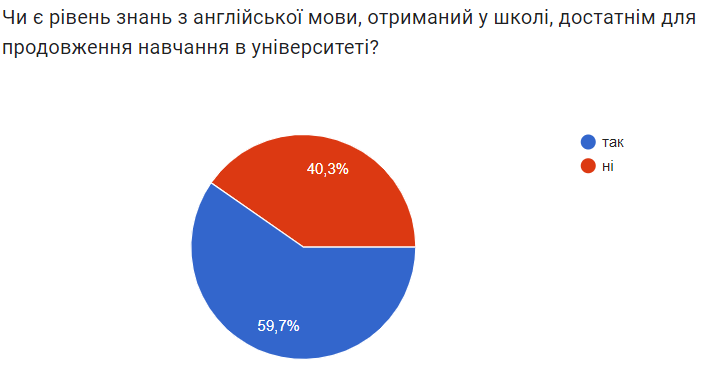 Чи є рівень знань з англійської мови, отриманий у школі, достатнім для
продовження навчання в університеті?
так
ні
40,3%
59,7%